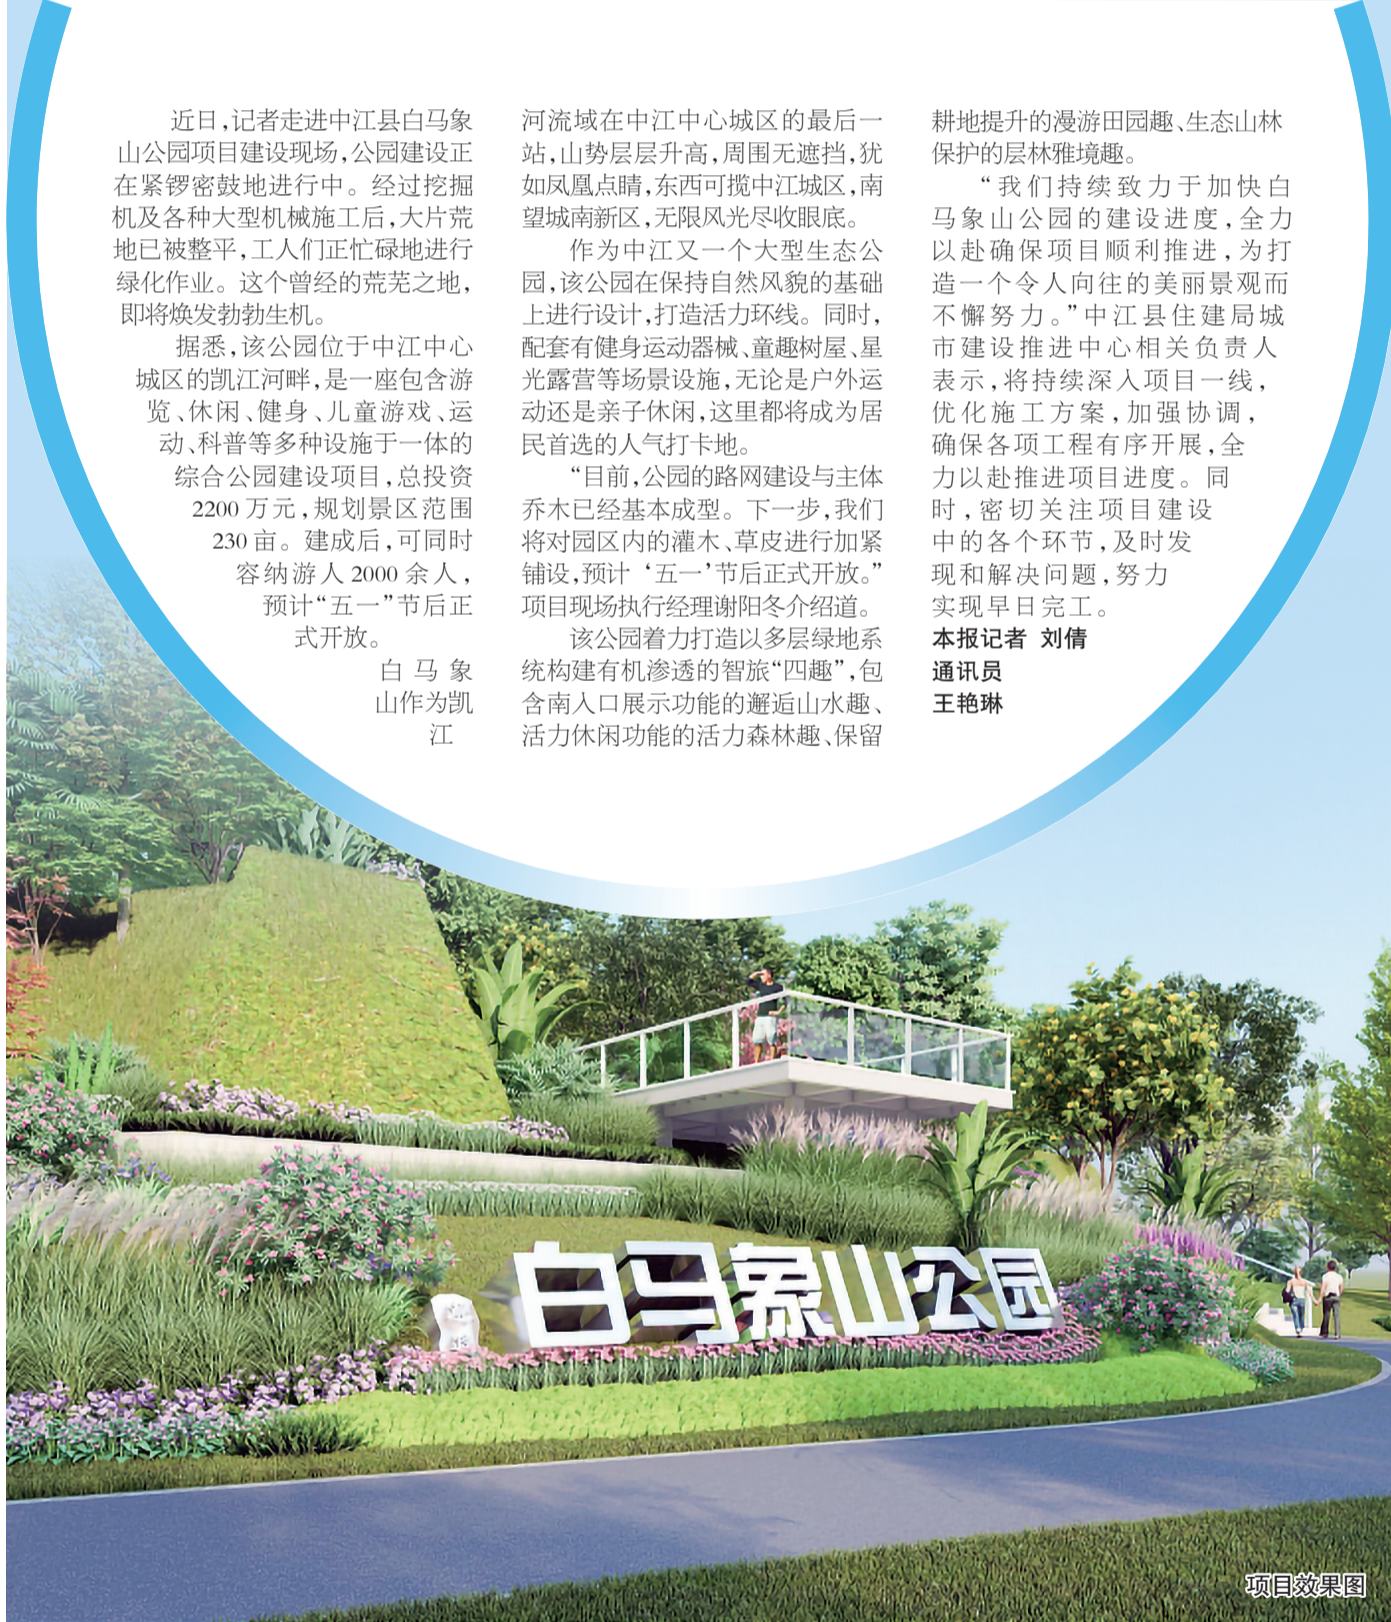 近日,记者走进中江县白马象
山公园项目建设现场,公园建设正
在紧锣密鼓地进行中。经过挖掘
机及各种大型机械施工后,大片荒
地已被整平,工人们正忙碌地进行
绿化作业。这个曾经的荒芜之地,
即将焕发勃勃生机。
据悉,该公园位于中江中心
城区的凯江河畔,是一座包含游
览、休闲、健身、儿童游戏、运
动、科普等多种设施于一体的
综合公园建设项目,总投资
2200万元,规划景区范围
230亩。建成后,可同时
容纳游人2000余人,
预计“五一”节后正
式开放。
白马象
山作为凯
江
河流域在中江中心城区的最后一
站,山势层层升高,周围无遮挡,犹
如凤凰点睛,东西可揽中江城区,南
望城南新区,无限风光尽收眼底。
作为中江又一个大型生态公
园,该公园在保持自然风貌的基础
上进行设计,打造活力环线。同时,
配套有健身运动器械、童趣树屋、星
光露营等场景设施,无论是户外运
动还是亲子休闲,这里都将成为居
民首选的人气打卡地。
“目前,公园的路网建设与主体
乔木已经基本成型。下一步,我们
将对园区内的灌木、草皮进行加紧
铺设,预计‘五一’节后正式开放。”
项目现场执行经理谢阳冬介绍道。
该公园着力打造以多层绿地系
统构建有机渗透的智旅“四趣”,包
含南入口展示功能的邂逅山水趣、
活力休闲功能的活力森林趣、保留
耕地提升的漫游田园趣、生态山林
保护的层林雅境趣。
“我们持续致力于加快白
马象山公园的建设进度,全力
以赴确保项目顺利推进,为打
造一个令人向往的美丽景观而
不懈努力。”中江县住建局城
市建设推进中心相关负责人
表示,将持续深入项目一线,
优化施工方案,加强协调,
确保各项工程有序开展,全
力以赴推进项目进度。同
时,密切关注项目建设
中的各个环节,及时发
现和解决问题,努力
实现早日完工。
本报记者 刘倩
通讯员
王艳琳
白马象山公园
项目效果图